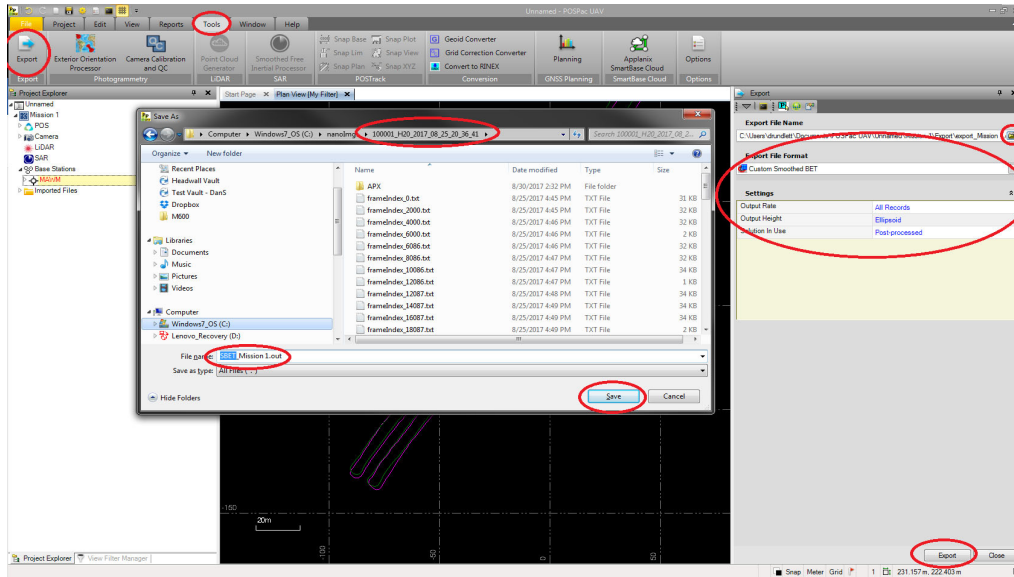 Unnamed - POSPac UAV
File Project Edit View Reports Tools Window Help
Export
Exterior Orientation Processor
Camera Calibration and QC
Point Cloud Generator
Smoothed Free Inertial Processor
Snap Base Snap Plot
Snap Lim Snap View
Snap Plan Snap XYZ
Geoid Converter
Grid Correction Converter
Convert to RINEX
Planning
Applanix SmartBase Cloud
Options
Export Photogrammetry LiDAR SAR POSTrack Conversion GNSS Planning SmartBase Cloud Options
Project Explorer
Unnamed
Mission 1
POS
Camera
LiDAR
SAR
Base Stations
Imported Files
Start Page Plan View [My Filter]
Save As
Computer Windows7_OS (C:) nanoImg 100001_H20_2017_08_25_20_36_41
Search 100001_H20_2017_08_2...
Organize New folder
Recent Places
Headwall Vault
Test Vault - DanS
Dropbox
M600
Libraries
Documents
Music
Pictures
Videos
Computer
Windows7_OS (C:)
Lenovo_Recovery (D:)
Name Date modified Type Size
APX 8/30/2017 2:32 PM File folder
frameIndex_0.txt 8/25/2017 4:45 PM TXT File 31 KB
frameIndex_2000.txt 8/25/2017 4:45 PM TXT File 32 KB
frameIndex_4000.txt 8/25/2017 4:46 PM TXT File 32 KB
frameIndex_6000.txt 8/25/2017 4:46 PM TXT File 2 KB
frameIndex_6086.txt 8/25/2017 4:46 PM TXT File 32 KB
frameIndex_8086.txt 8/25/2017 4:47 PM TXT File 32 KB
frameIndex_10086.txt 8/25/2017 4:47 PM TXT File 34 KB
frameIndex_12086.txt 8/25/2017 4:47 PM TXT File 1 KB
frameIndex_12087.txt 8/25/2017 4:48 PM TXT File 34 KB
frameIndex_14087.txt 8/25/2017 4:49 PM TXT File 34 KB
frameIndex_16087.txt 8/25/2017 4:49 PM TXT File 34 KB
frameIndex_18087.txt 8/25/2017 4:49 PM TXT File 2 KB
File name: SBET_Mission 1.out
Save as type: All Files (*.*)
Hide Folders
Save Cancel
-150
20m
-100 -50 0 50
Export
Export File Name
Export File Format
Custom Smoothed BET
Settings
Output Rate All Records
Output Height Ellipsoid
Solution In Use Post-processed
Export Close
Project Explorer View Filter Manager
Snap Meter Grid 1 231.157 m, 222.403 m